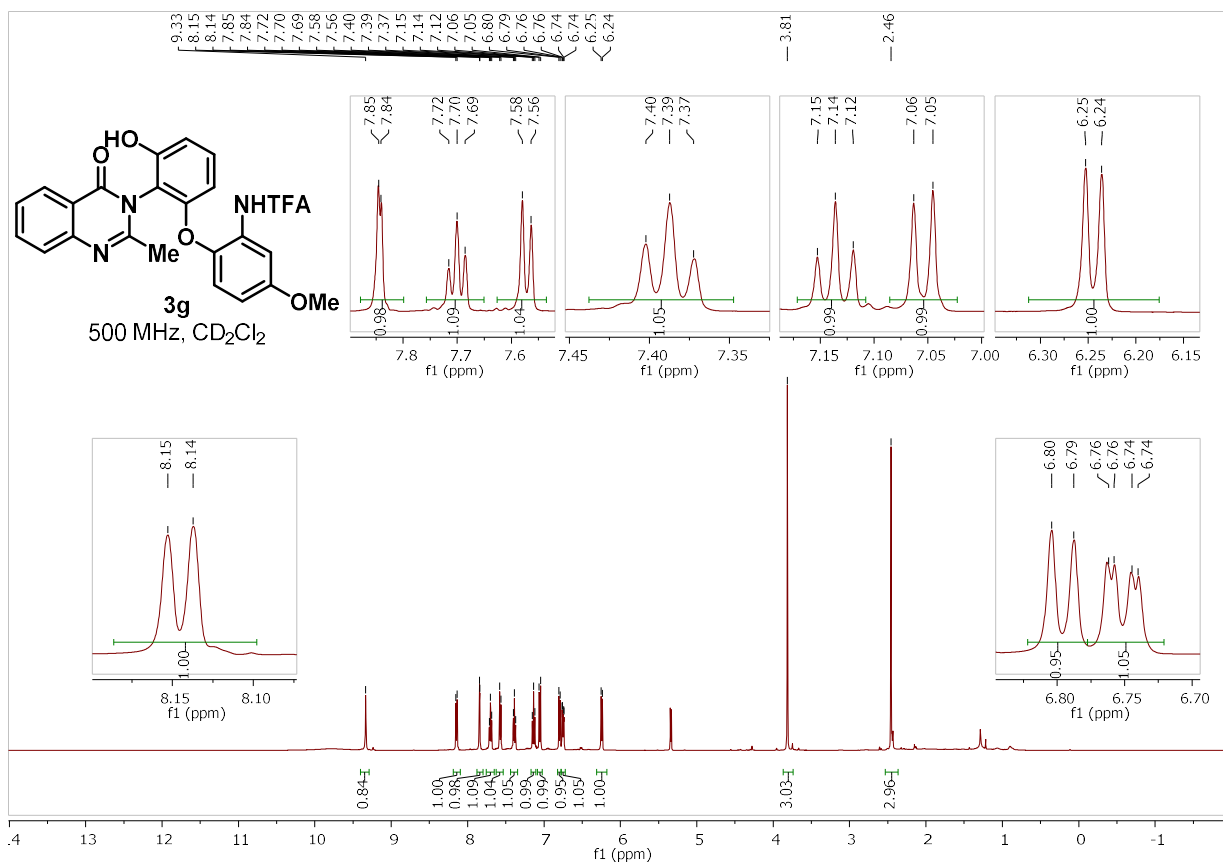 9.33 8.15 8.14 7.85 7.84 7.72 7.70 7.69 7.58 7.56 7.40 7.39 7.37 7.15 7.14 7.12 7.06 7.05 6.80 6.79 6.76 6.76 6.74 6.74 6.25 6.24 3.81 2.46
7.85 7.84 7.72 7.70 7.69 7.58 7.56
0.98 1.09 1.04
7.8 7.7 7.6
f1 (ppm)
7.40 7.39 7.37
1.05
7.45 7.40 7.35
f1 (ppm)
7.15 7.14 7.12 7.06 7.05
0.99 0.99
7.15 7.10 7.05 7.00
f1 (ppm)
6.25 6.24
1.00
6.30 6.25 6.20 6.15
f1 (ppm)
HO
O
N
NHTFA
O
N
Me
OMe
3g
500 MHz, CD₂Cl₂
8.15 8.14
1.00
8.15 8.10
f1 (ppm)
6.80 6.79 6.76 6.76 6.74 6.74
0.95 1.05
6.80 6.75 6.70
f1 (ppm)
0.84 1.00 0.98 1.09 1.04 1.05 0.99 0.99 0.95 1.05 1.00 3.03 2.96
.4 13 12 11 10 9 8 7 6 5 4 3 2 1 0 -1
f1 (ppm)